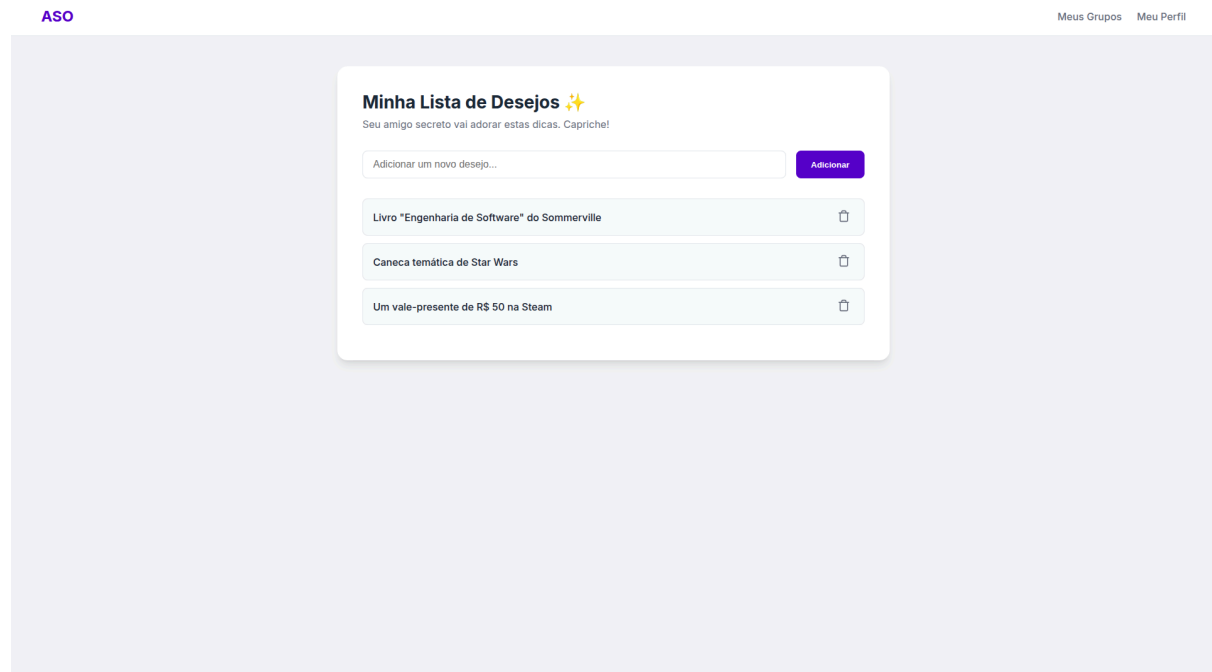 ASO
Meus Grupos Meu Perfil
Minha Lista de Desejos ✨
Seu amigo secreto vai adorar estas dicas. Capriche!
Adicionar um novo desejo...
Adicionar
Livro "Engenharia de Software" do Sommerville
Caneca temática de Star Wars
Um vale-presente de R$ 50 na Steam